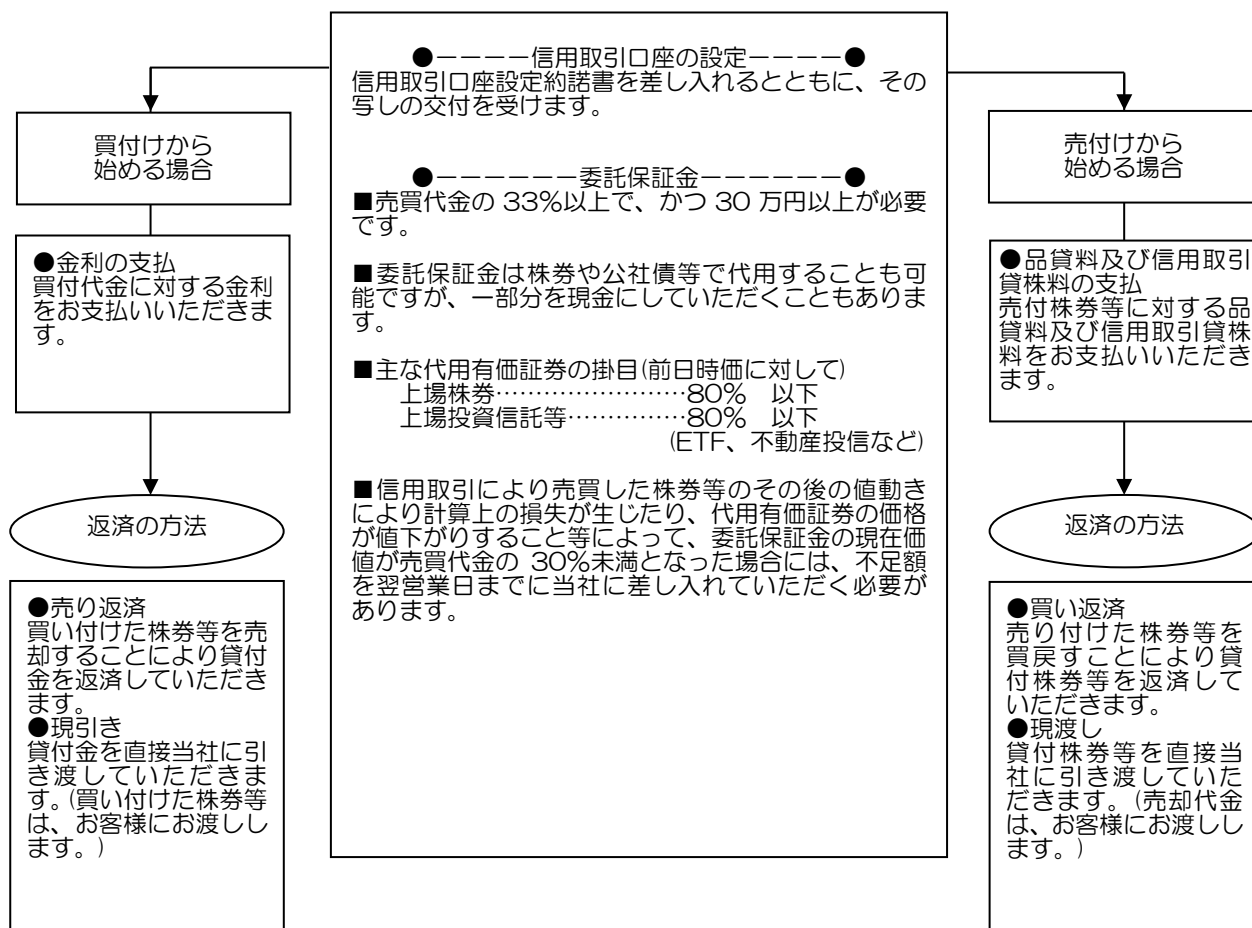 ●－－－－信用取引口座の設定－－－－●
信用取引口座設定約諾書を差し入れるとともに、その
写しの交付を受けます。
●－－－－－－委託保証金－－－－－－●
■売買代金の 33％以上で、かつ 30 万円以上が必要
です。
■委託保証金は株券や公社債等で代用することも可
能ですが、一部分を現金にしていただくこともありま
す。
■主な代用有価証券の掛目(前日時価に対して)
上場株券……………………80％　以下
上場投資信託等……………80％　以下
(ETF、不動産投信など)
■信用取引により売買した株券等のその後の値動き
により計算上の損失が生じたり、代用有価証券の価格
が値下がりすること等によって、委託保証金の現在価
値が売買代金の 30％未満となった場合には、不足額
を翌営業日までに当社に差し入れていただく必要が
あります。
買付けから
始める場合
●金利の支払
買付代金に対する金利
をお支払いいただきま
す。
返済の方法
●売り返済
買い付けた株券等を売
却することにより貸付
金を返済していただき
ます。
●現引き
貸付金を直接当社に引
き渡していただきま
す。(買い付けた株券等
は、お客様にお渡しし
ます。)
売付けから
始める場合
●品貸料及び信用取引
貸株料の支払
売付株券等に対する品
貸料及び信用取引貸株
料をお支払いいただき
ます。
返済の方法
●買い返済
売り付けた株券等を
買戻すことにより貸
付株券等を返済して
いただきます。
●現渡し
貸付株券等を直接当
社に引き渡していた
だきます。(売却代金
は、お客様にお渡しし
ます。)